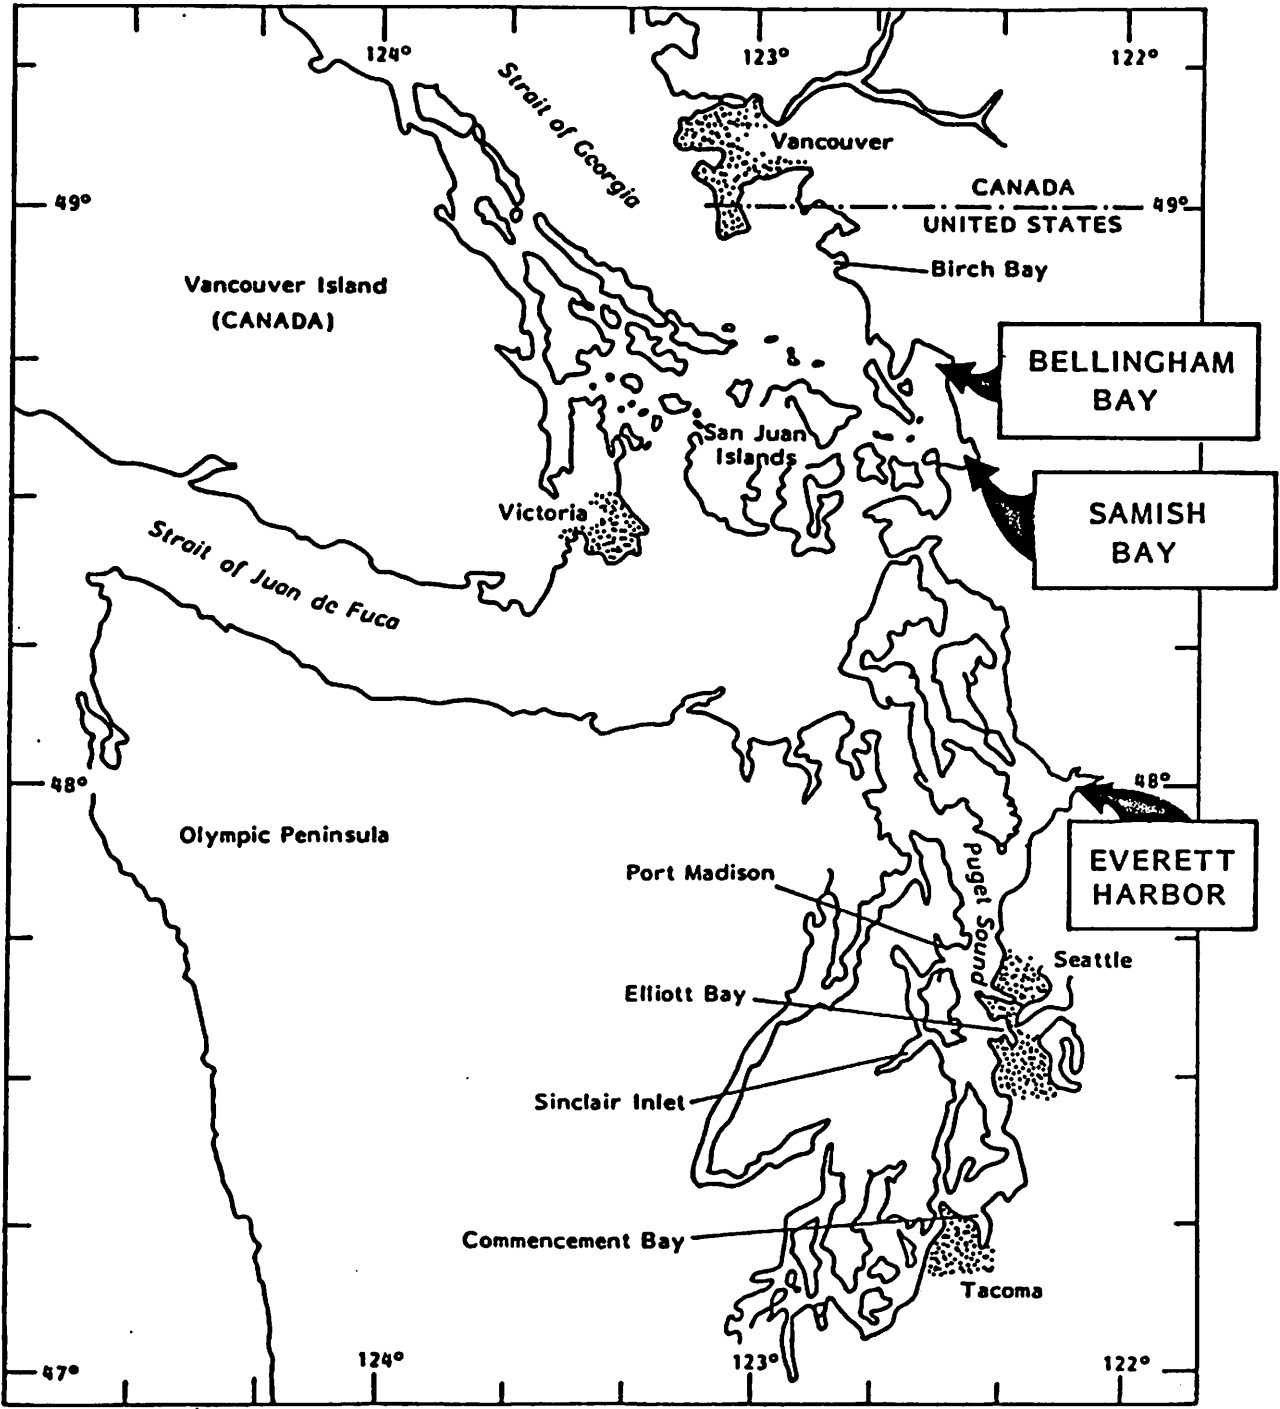 124°
123°
122°
Strait of Georgia
Vancouver
CANADA
49°
49°
UNITED STATES
Birch Bay
Vancouver Island
(CANADA)
BELLINGHAM
BAY
San Juan
Islands
SAMISH
BAY
Victoria
Strait of Juan de Fuca
48°
48°
Olympic Peninsula
EVERETT
HARBOR
Puget Sound
Port Madison
Seattle
Elliott Bay
Sinclair Inlet
Commencement Bay
Tacoma
47°
124°
123°
122°